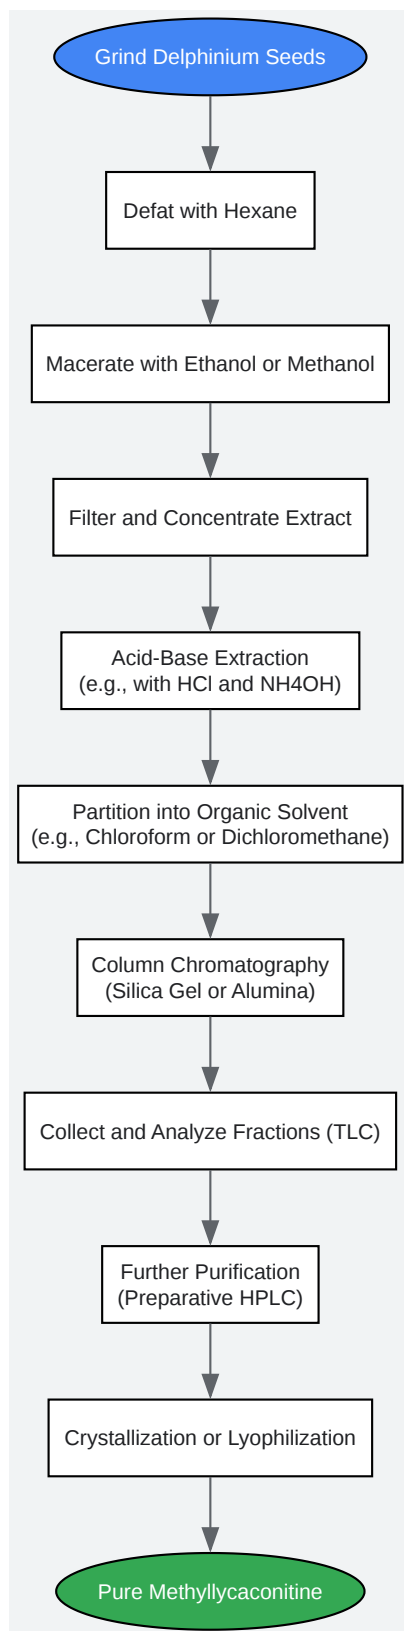 Grind Delphinium Seeds
Defat with Hexane
Macerate with Ethanol or Methanol
Filter and Concentrate Extract
Acid-Base Extraction
(e.g., with HCl and NH4OH)
Partition into Organic Solvent
(e.g., Chloroform or Dichloromethane)
Column Chromatography
(Silica Gel or Alumina)
Collect and Analyze Fractions (TLC)
Further Purification
(Preparative HPLC)
Crystallization or Lyophilization
Pure Methyllycaconitine